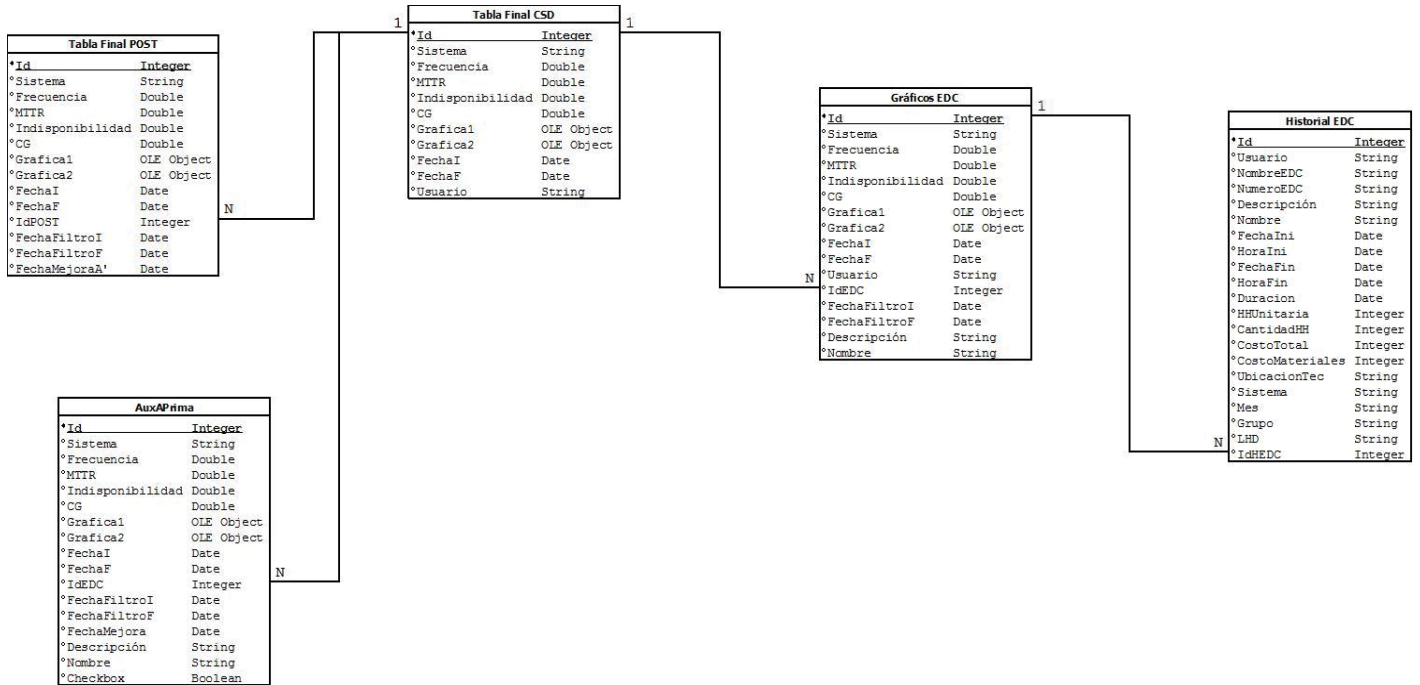 Tabla Final POST
*Id Integer
°Sistema String
°Frecuencia Double
°MTTR Double
°Indisponibilidad Double
°CG Double
°Grafica1 OLE Object
°Grafica2 OLE Object
°FechaI Date
°FechaF Date
°IdPOST Integer
°FechaFiltroI Date
°FechaFiltroF Date
°FechaMejoraA' Date
N
1
Tabla Final CSD
*Id Integer
°Sistema String
°Frecuencia Double
°MTTR Double
°Indisponibilidad Double
°CG Double
°Grafica1 OLE Object
°Grafica2 OLE Object
°FechaI Date
°FechaF Date
°Usuario String
1
AuxAPrima
*Id Integer
°Sistema String
°Frecuencia Double
°MTTR Double
°Indisponibilidad Double
°CG Double
°Grafica1 OLE Object
°Grafica2 OLE Object
°FechaI Date
°FechaF Date
°IdEDC Integer
°FechaFiltroI Date
°FechaFiltroF Date
°FechaMejora Date
°Descripción String
°Nombre String
°Checkbox Boolean
N
Gráficos EDC
*Id Integer
°Sistema String
°Frecuencia Double
°MTTR Double
°Indisponibilidad Double
°CG Double
°Grafica1 OLE Object
°Grafica2 OLE Object
°FechaI Date
°FechaF Date
°Usuario String
°IdEDC Integer
°FechaFiltroI Date
°FechaFiltroF Date
°Descripción String
°Nombre String
N
1
Historial EDC
*Id Integer
°Usuario String
°NombreEDC String
°NumeroEDC String
°Descripción String
°Nombre String
°FechaIni Date
°HoraIni Date
°FechaFin Date
°HoraFin Date
°Duracion Date
°HHUnitaria Integer
°CantidadHH Integer
°CostoTotal Integer
°CostoMateriales Integer
°UbicacionTec String
°Sistema String
°Mes String
°Grupo String
°LHD String
°IdHEDC Integer
N